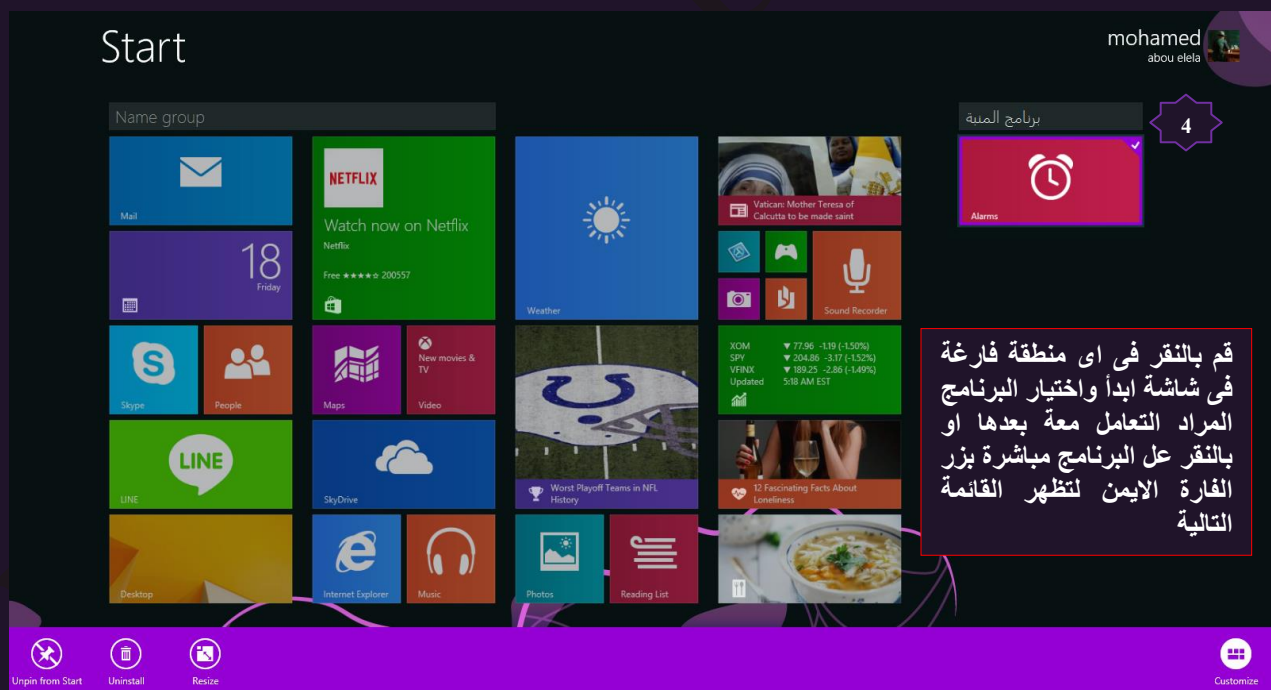 Start
mohamed
abou elela
Name group
برنامج المنبة
4
Mail
NETFLIX
Watch now on Netflix
Netflix
Free ★★★★☆ 200557
Weather
Vatican: Mother Teresa of
Calcutta to be made saint
Alarms
18
Friday
Sound Recorder
Skype
People
Maps
New movies &
TV
Video
XOM ▼ 77.96 -1.19 (-1.50%)
SPY ▼ 204.86 -3.17 (-1.52%)
VFINX ▼ 189.25 -2.86 (-1.49%)
Updated 5:18 AM EST
قم بالنقر فى اى منطقة فارغة
فى شاشة ابدأ واختيار البرنامج
المراد التعامل معة بعدها او
بالنقر عل البرنامج مباشرة بزر
الفارة الايمن لتظهر القائمة
التالية
LINE
LINE
SkyDrive
Worst Playoff Teams in NFL
History
12 Fascinating Facts About
Loneliness
Desktop
Internet Explorer
Music
Photos
Reading List
Unpin from Start
Uninstall
Resize
Customize